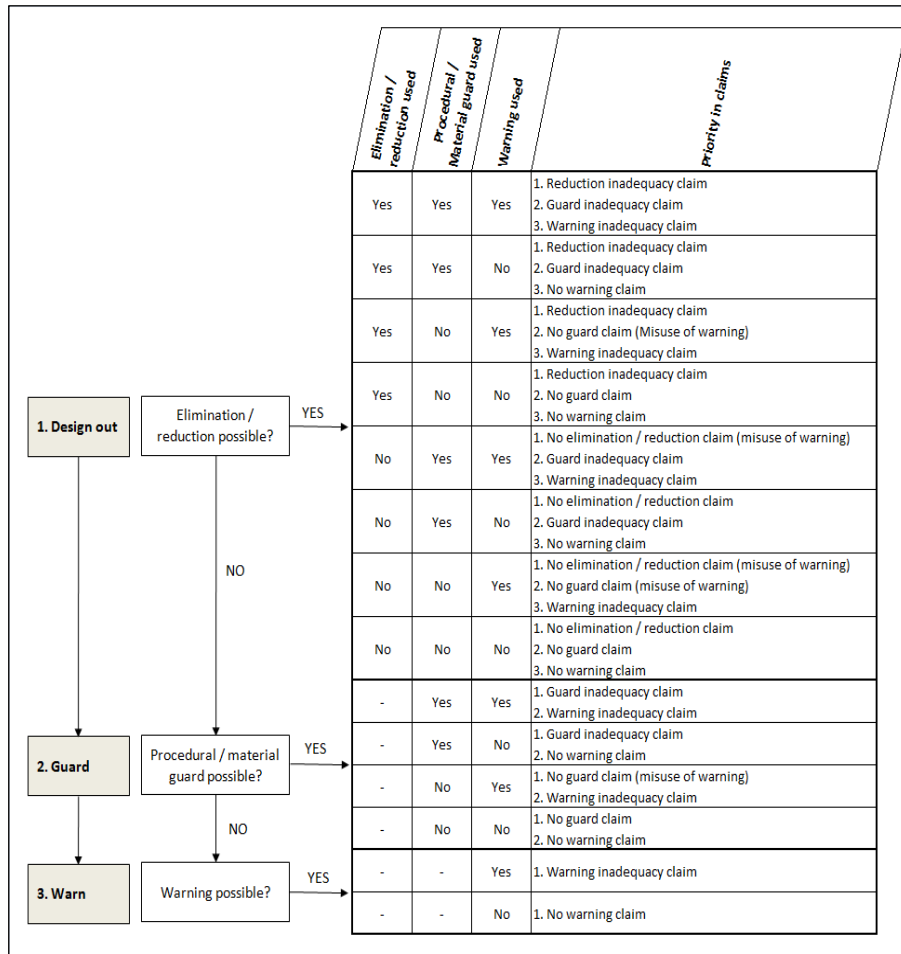 Elimination /
reduction used
Procedural /
Material guard used
Warning used
Priority in claims
Yes
Yes
Yes
1. Reduction inadequacy claim
2. Guard inadequacy claim
3. Warning inadequacy claim
Yes
Yes
No
1. Reduction inadequacy claim
2. Guard inadequacy claim
3. No warning claim
Yes
No
Yes
1. Reduction inadequacy claim
2. No guard claim (Misuse of warning)
3. Warning inadequacy claim
Yes
No
No
1. Reduction inadequacy claim
2. No guard claim
3. No warning claim
1. Design out
Elimination /
reduction possible?
YES
No
Yes
Yes
1. No elimination / reduction claim (misuse of warning)
2. Guard inadequacy claim
3. Warning inadequacy claim
No
Yes
No
1. No elimination / reduction claim
2. Guard inadequacy claim
3. No warning claim
NO
No
No
Yes
1. No elimination / reduction claim (misuse of warning)
2. No guard claim (misuse of warning)
3. Warning inadequacy claim
No
No
No
1. No elimination / reduction claim
2. No guard claim
3. No warning claim
-
Yes
Yes
1. Guard inadequacy claim
2. Warning inadequacy claim
2. Guard
Procedural / material
guard possible?
YES
-
Yes
No
1. Guard inadequacy claim
2. No warning claim
-
No
Yes
1. No guard claim (misuse of warning)
2. Warning inadequacy claim
NO
-
No
No
1. No guard claim
2. No warning claim
3. Warn
Warning possible?
YES
-
-
Yes
1. Warning inadequacy claim
-
-
No
1. No warning claim